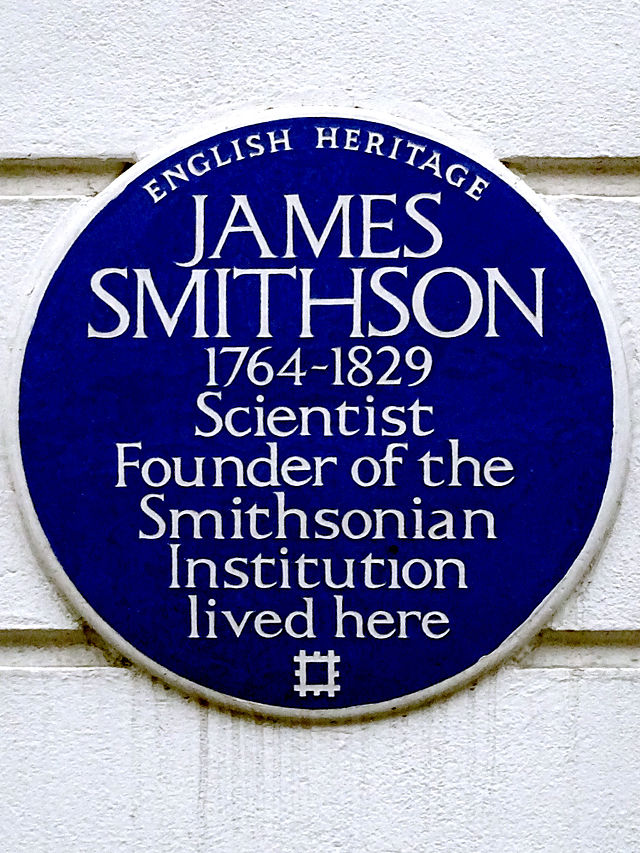 ENGLISH HERITAGE
JAMES
SMITHSON
1764-1829
Scientist
Founder of the
Smithsonian
Institution
lived here